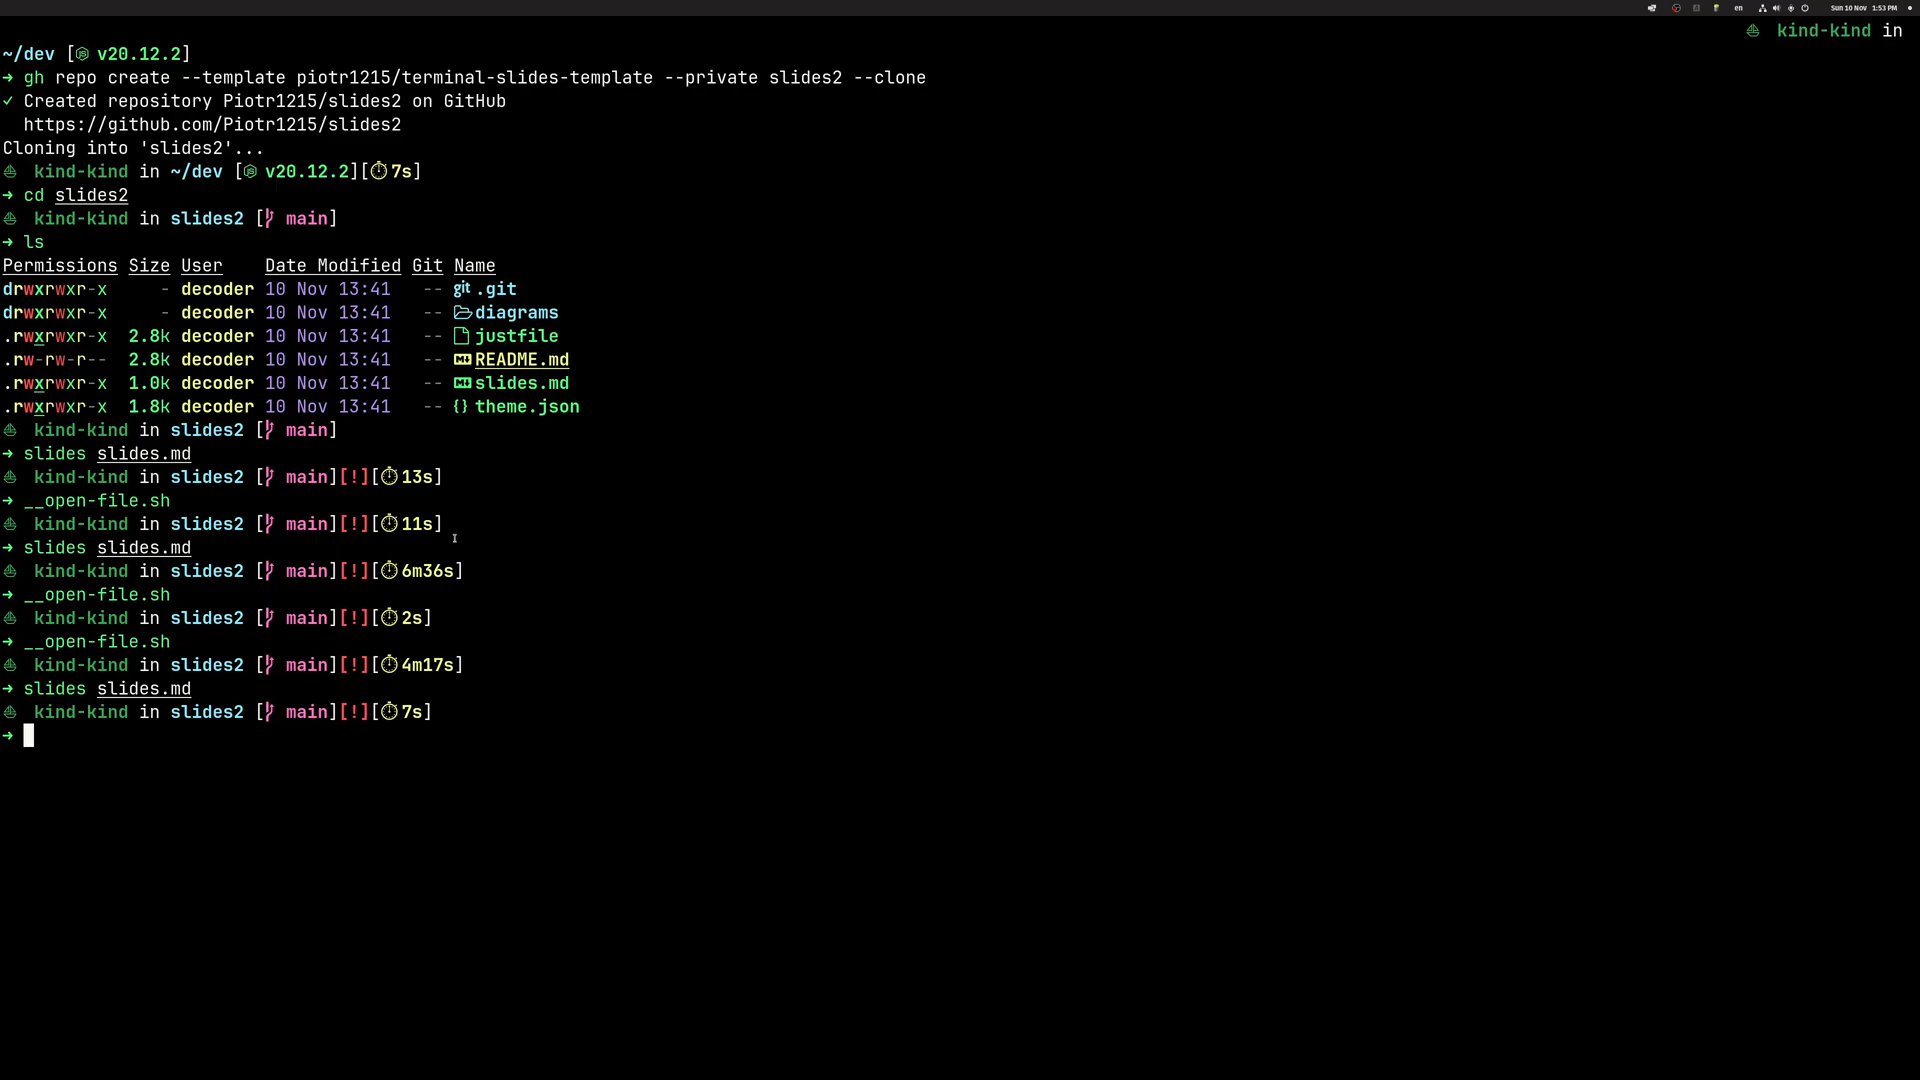 en Sun 10 Nov 1:53 PM
kind-kind in
~/dev [ v20.12.2]
➜ gh repo create --template piotr1215/terminal-slides-template --private slides2 --clone
✓ Created repository Piotr1215/slides2 on GitHub
https://github.com/Piotr1215/slides2
Cloning into 'slides2'...
kind-kind in ~/dev [ v20.12.2][⏱7s]
➜ cd slides2
kind-kind in slides2 [ main]
➜ ls
Permissions Size User Date Modified Git Name
drwxrwxr-x - decoder 10 Nov 13:41 -- git .git
drwxrwxr-x - decoder 10 Nov 13:41 -- diagrams
.rwxrwxr-x 2.8k decoder 10 Nov 13:41 -- justfile
.rw-rw-r-- 2.8k decoder 10 Nov 13:41 -- README.md
.rwxrwxr-x 1.0k decoder 10 Nov 13:41 -- slides.md
.rwxrwxr-x 1.8k decoder 10 Nov 13:41 -- {} theme.json
kind-kind in slides2 [ main]
➜ slides slides.md
kind-kind in slides2 [ main][!][⏱13s]
➜ __open-file.sh
kind-kind in slides2 [ main][!][⏱11s]
➜ slides slides.md
kind-kind in slides2 [ main][!][⏱6m36s]
➜ __open-file.sh
kind-kind in slides2 [ main][!][⏱2s]
➜ __open-file.sh
kind-kind in slides2 [ main][!][⏱4m17s]
➜ slides slides.md
kind-kind in slides2 [ main][!][⏱7s]
➜